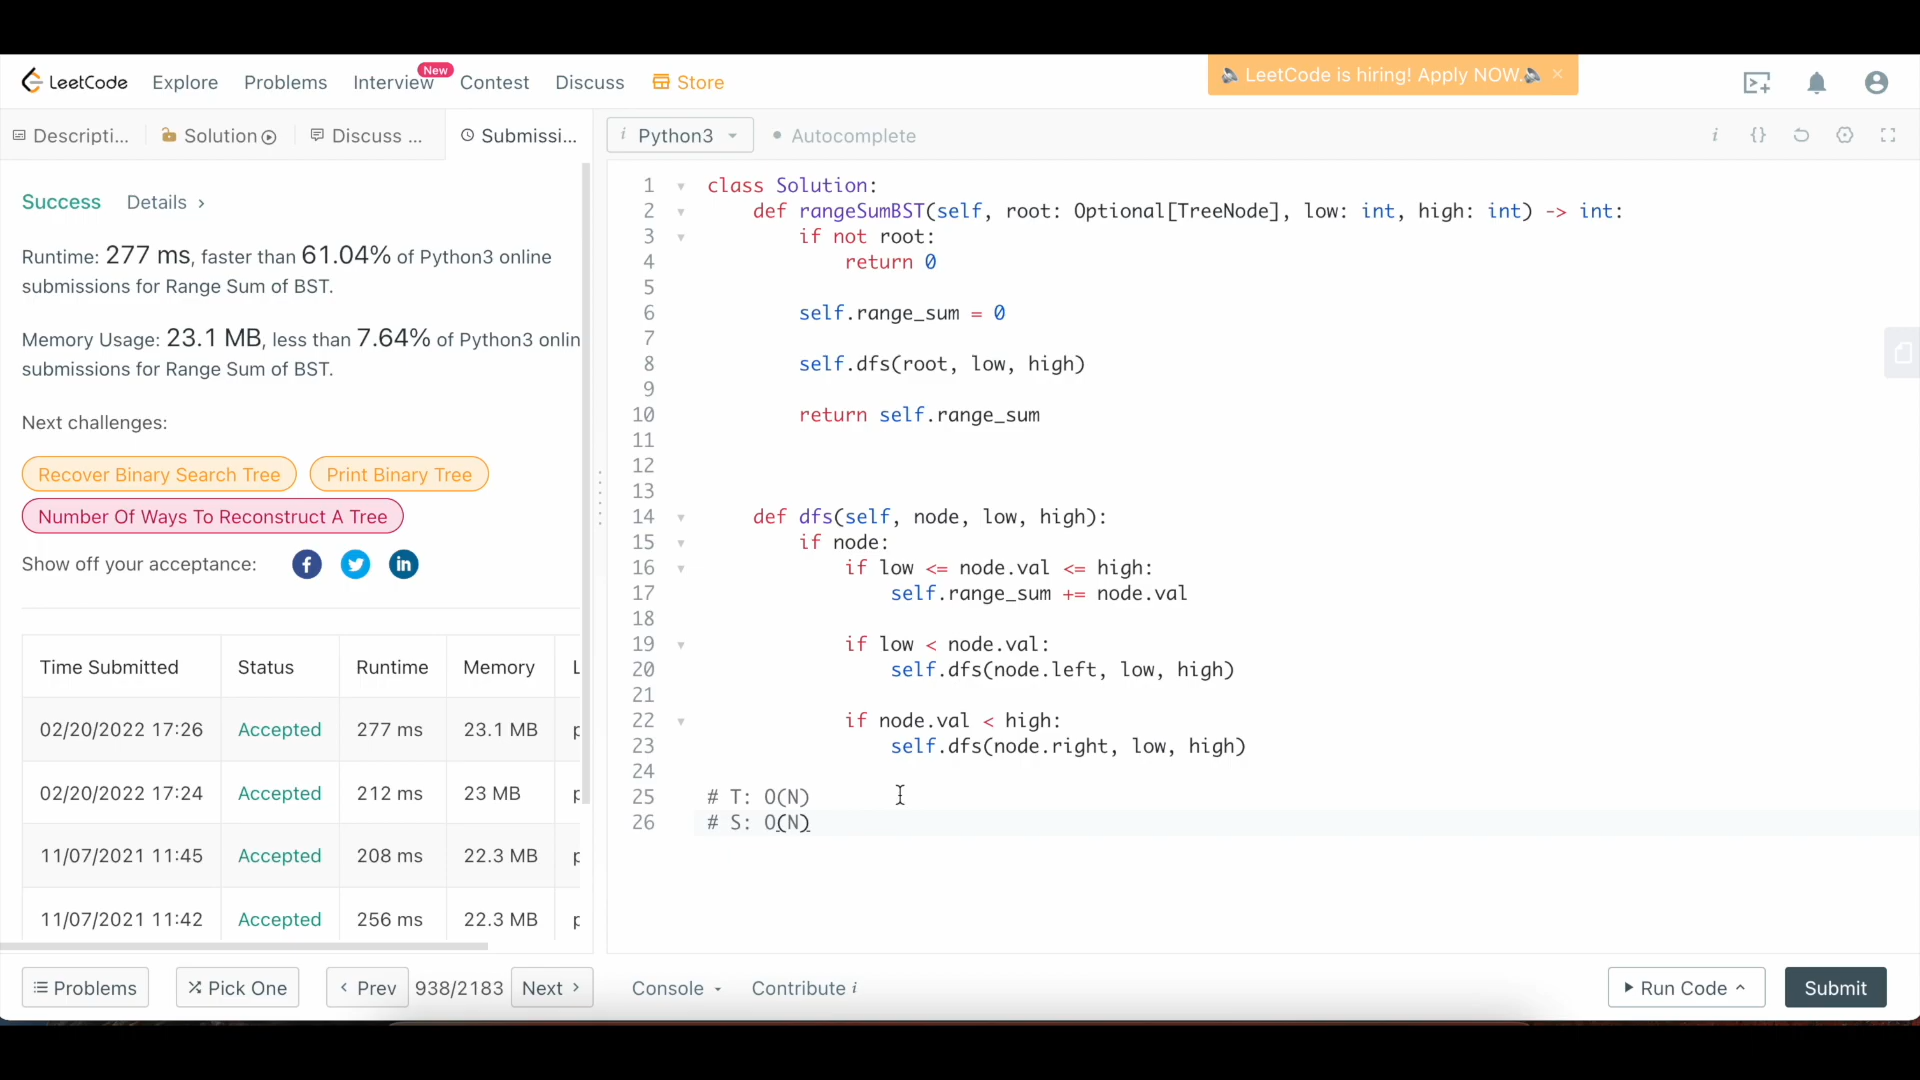 LeetCode Explore Problems Interview New Contest Discuss Store
🔈 LeetCode is hiring! Apply NOW.🔈 ×
Descripti... Solution Discuss ... Submissi...
i Python3 Autocomplete i {}
Success Details ›
Runtime: 277 ms, faster than 61.04% of Python3 online
submissions for Range Sum of BST.
Memory Usage: 23.1 MB, less than 7.64% of Python3 onlin
submissions for Range Sum of BST.
Next challenges:
Recover Binary Search Tree Print Binary Tree
Number Of Ways To Reconstruct A Tree
Show off your acceptance: f in
Time Submitted Status Runtime Memory L
02/20/2022 17:26 Accepted 277 ms 23.1 MB p
02/20/2022 17:24 Accepted 212 ms 23 MB p
11/07/2021 11:45 Accepted 208 ms 22.3 MB p
11/07/2021 11:42 Accepted 256 ms 22.3 MB p
1 class Solution:
2 def rangeSumBST(self, root: Optional[TreeNode], low: int, high: int) -> int:
3 if not root:
4 return 0
5
6 self.range_sum = 0
7
8 self.dfs(root, low, high)
9
10 return self.range_sum
11
12
13
14 def dfs(self, node, low, high):
15 if node:
16 if low <= node.val <= high:
17 self.range_sum += node.val
18
19 if low < node.val:
20 self.dfs(node.left, low, high)
21
22 if node.val < high:
23 self.dfs(node.right, low, high)
24
25 # T: O(N)
26 # S: O(N)
Problems Pick One ‹ Prev 938/2183 Next › Console Contribute i Run Code Submit